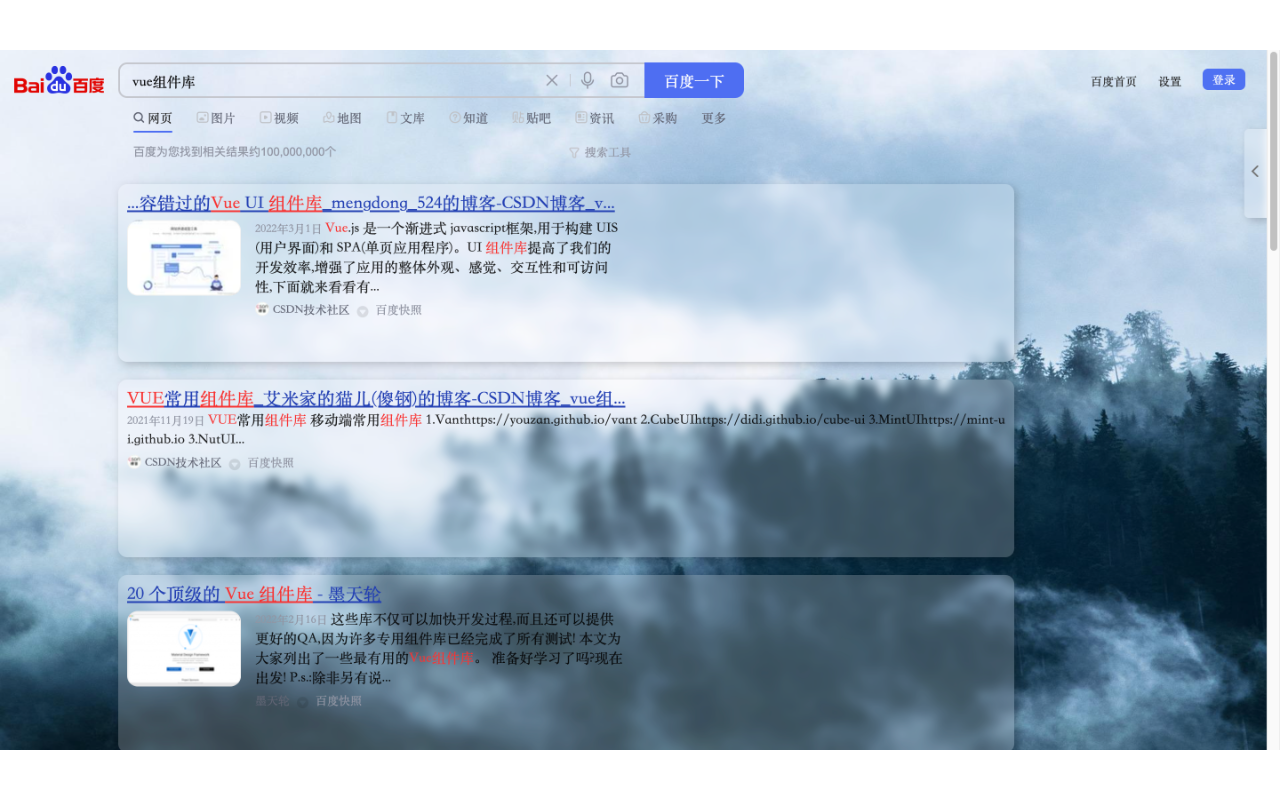 Bai du 百度
vue组件库
百度一下
百度首页 设置 登录
网页 图片 视频 地图 文库 知道 贴吧 资讯 采购 更多
百度为您找到相关结果约100,000,000个
搜索工具
...容错过的Vue UI 组件库_mengdong_524的博客-CSDN博客_v...
2022年3月1日 Vue.js 是一个渐进式 javascript框架,用于构建 UIS
(用户界面)和 SPA(单页应用程序)。UI 组件库提高了我们的
开发效率,增强了应用的整体外观、感觉、交互性和可访问
性,下面就来看看有...
CSDN技术社区 百度快照
VUE常用组件库_艾米家的猫儿(傻钢)的博客-CSDN博客_vue组...
2021年11月19日 VUE常用组件库 移动端常用组件库 1.Vanthttps://youzan.github.io/vant 2.CubeUIhttps://didi.github.io/cube-ui 3.MintUIhttps://mint-u
i.github.io 3.NutUI...
CSDN技术社区 百度快照
20 个顶级的 Vue 组件库 - 墨天轮
2月16日 这些库不仅可以加快开发过程,而且还可以提供
更好的QA,因为许多专用组件库已经完成了所有测试! 本文为
大家列出了一些最有用的Vue组件库。 准备好学习了吗?现在
出发! P.s.:除非另有说...
墨天轮 百度快照